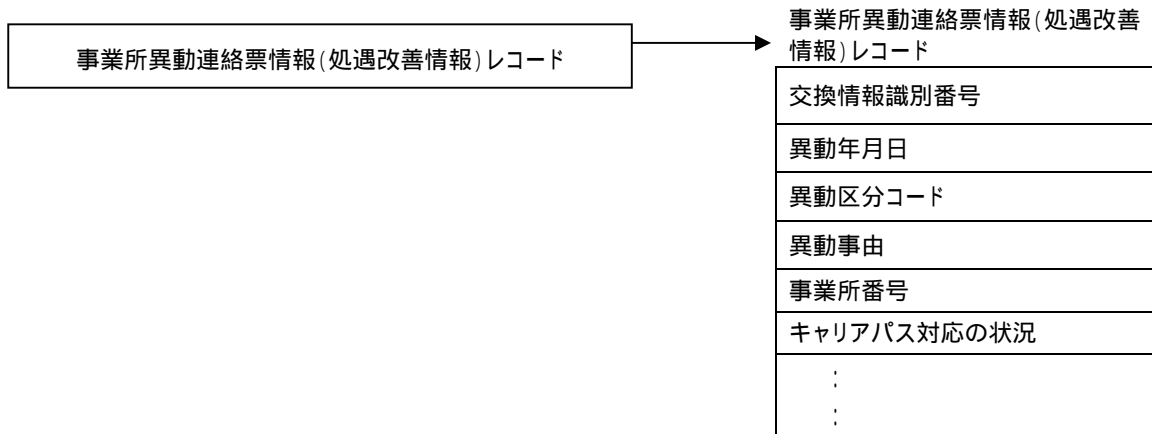 事業所異動連絡票情報(処遇改善情報)レコード
事業所異動連絡票情報(処遇改善
情報)レコード
交換情報識別番号
異動年月日
異動区分コード
異動事由
事業所番号
キャリアパス対応の状況
:
: